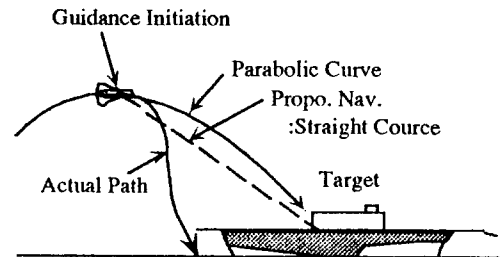 Guidance Initiation
Parabolic Curve
Propo. Nav.
:Straight Cource
Actual Path
Target